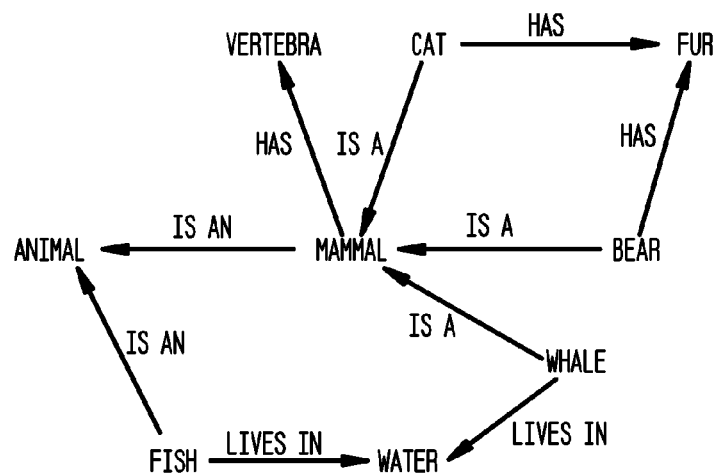 HAS
VERTEBRA CAT FUR
HAS IS A HAS
IS AN IS A
ANIMAL MAMMAL BEAR
IS A
IS AN
WHALE
LIVES IN LIVES IN
FISH WATER